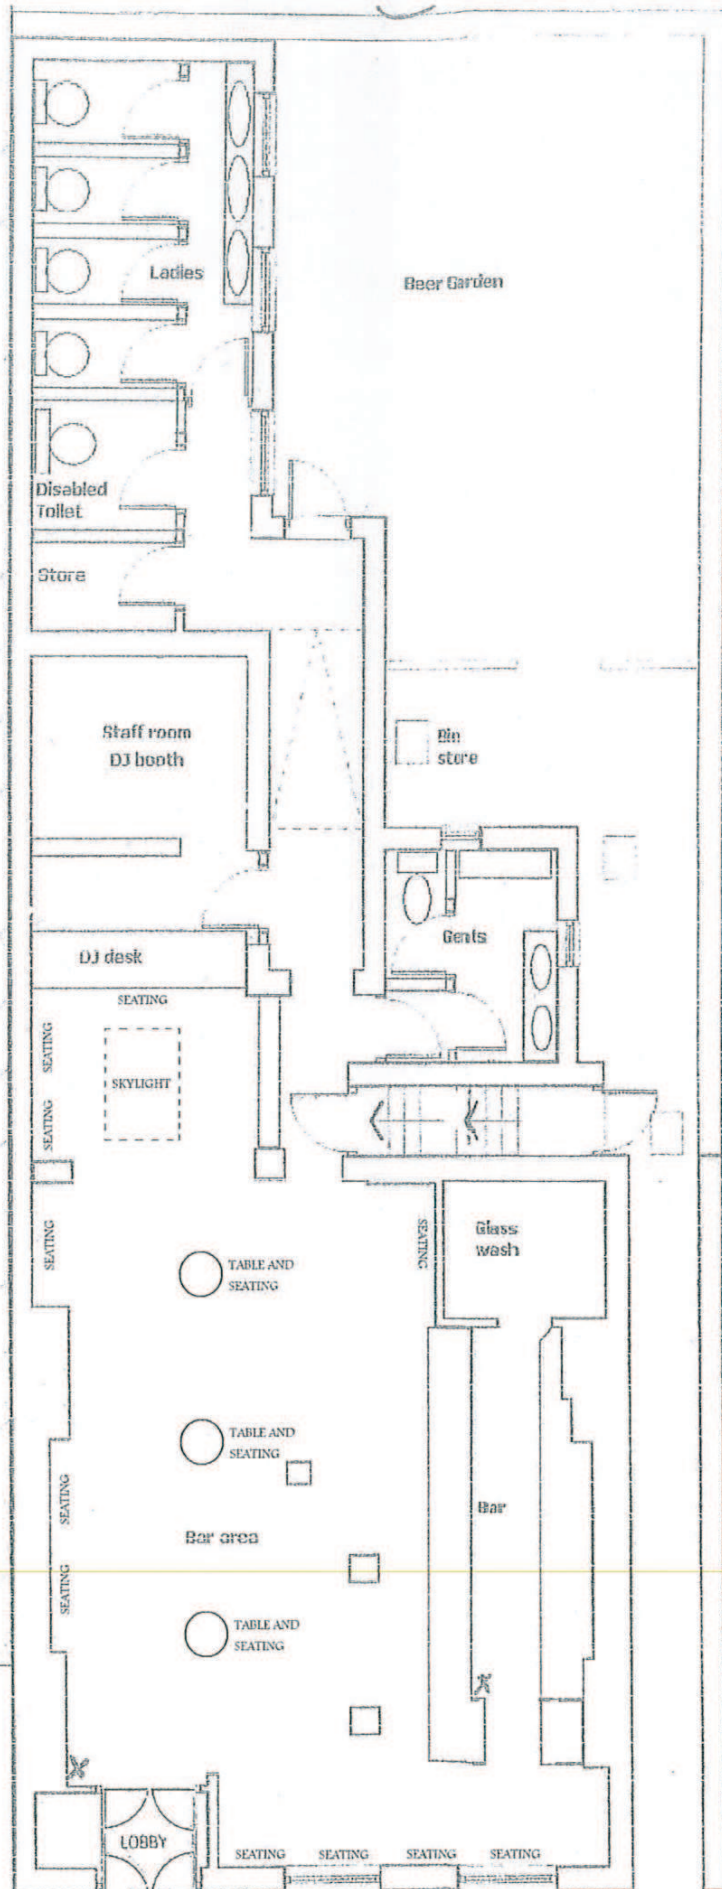 Ladies
Beer Garden
Disabled
Toilet
Store
Staff room
DJ booth
Bin
store
Gents
DJ desk
SEATING
SEATING
SKYLIGHT
SEATING
SEATING
SEATING
Glass
wash
TABLE AND
SEATING
TABLE AND
SEATING
SEATING
Bar
Bar area
SEATING
TABLE AND
SEATING
LOBBY
SEATING
SEATING
SEATING
SEATING